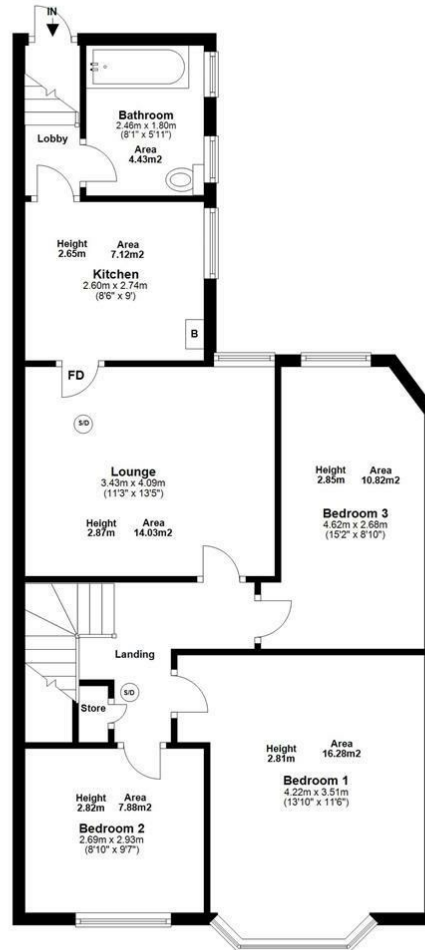 IN
Bathroom
2.46m x 1.80m
(8'1" x 5'11")
Area
4.43m2
Lobby
Height
2.65m
Area
7.12m2
Kitchen
2.60m x 2.74m
(8'6" x 9')
B
FD
S/D
Lounge
3.43m x 4.09m
(11'3" x 13'5")
Height
2.87m
Area
14.03m2
Height
2.85m
Area
10.82m2
Bedroom 3
4.62m x 2.68m
(15'2" x 8'10")
Landing
S/D
Store
Height
2.81m
Area
16.28m2
Bedroom 1
4.22m x 3.51m
(13'10" x 11'6")
Height
2.82m
Area
7.88m2
Bedroom 2
2.69m x 2.93m
(8'10" x 9'7")